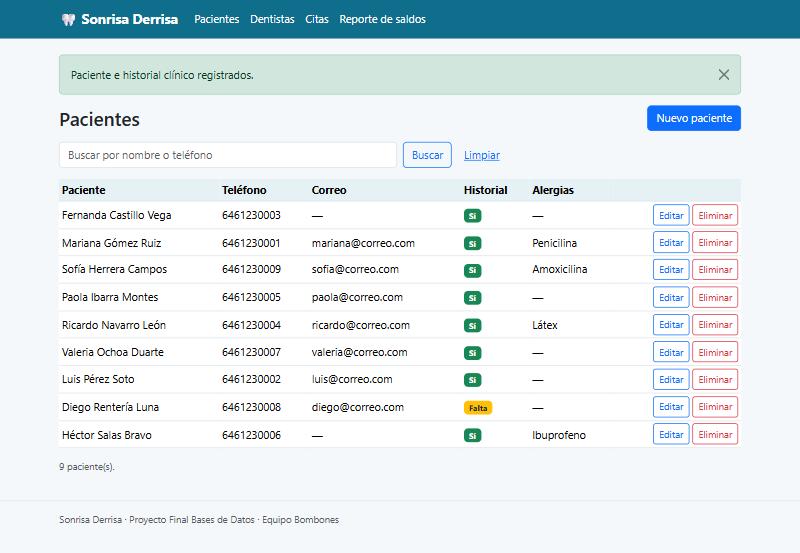 🦷 Sonrisa Derrisa Pacientes Dentistas Citas Reporte de saldos
Paciente e historial clínico registrados.
Pacientes Nuevo paciente
Buscar por nombre o teléfono Buscar Limpiar
Paciente Teléfono Correo Historial Alergias
Fernanda Castillo Vega 6461230003 — Sí — Editar Eliminar
Mariana Gómez Ruiz 6461230001 mariana@correo.com Sí Penicilina Editar Eliminar
Sofía Herrera Campos 6461230009 sofia@correo.com Sí Amoxicilina Editar Eliminar
Paola Ibarra Montes 6461230005 paola@correo.com Sí — Editar Eliminar
Ricardo Navarro León 6461230004 ricardo@correo.com Sí Látex Editar Eliminar
Valeria Ochoa Duarte 6461230007 valeria@correo.com Sí — Editar Eliminar
Luis Pérez Soto 6461230002 luis@correo.com Sí — Editar Eliminar
Diego Rentería Luna 6461230008 diego@correo.com Falta — Editar Eliminar
Héctor Salas Bravo 6461230006 — Sí Ibuprofeno Editar Eliminar
9 paciente(s).
Sonrisa Derrisa · Proyecto Final Bases de Datos · Equipo Bombones